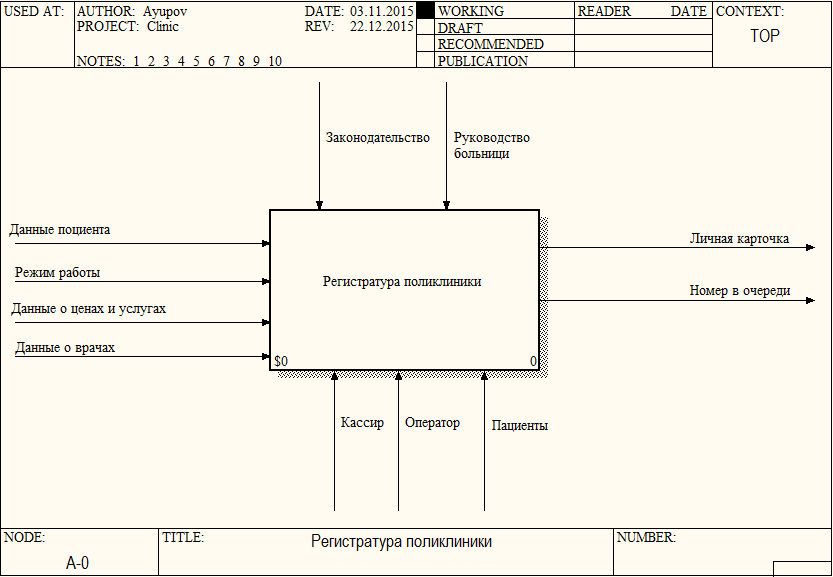 USED AT:
AUTHOR: Ayupov
DATE: 03.11.2015
WORKING
READER DATE
CONTEXT:
PROJECT: Clinic
REV: 22.12.2015
DRAFT
TOP
RECOMMENDED
NOTES: 1 2 3 4 5 6 7 8 9 10
PUBLICATION
Законодательство
Руководство
больници
Данные поциента
Личная карточка
Режим работы
Регистратура поликлиники
Номер в очереди
Данные о ценах и услугах
Данные о врачах
$0
0
Кассир
Оператор
Пациенты
NODE:
TITLE:
NUMBER:
Регистратура поликлиники
A-0